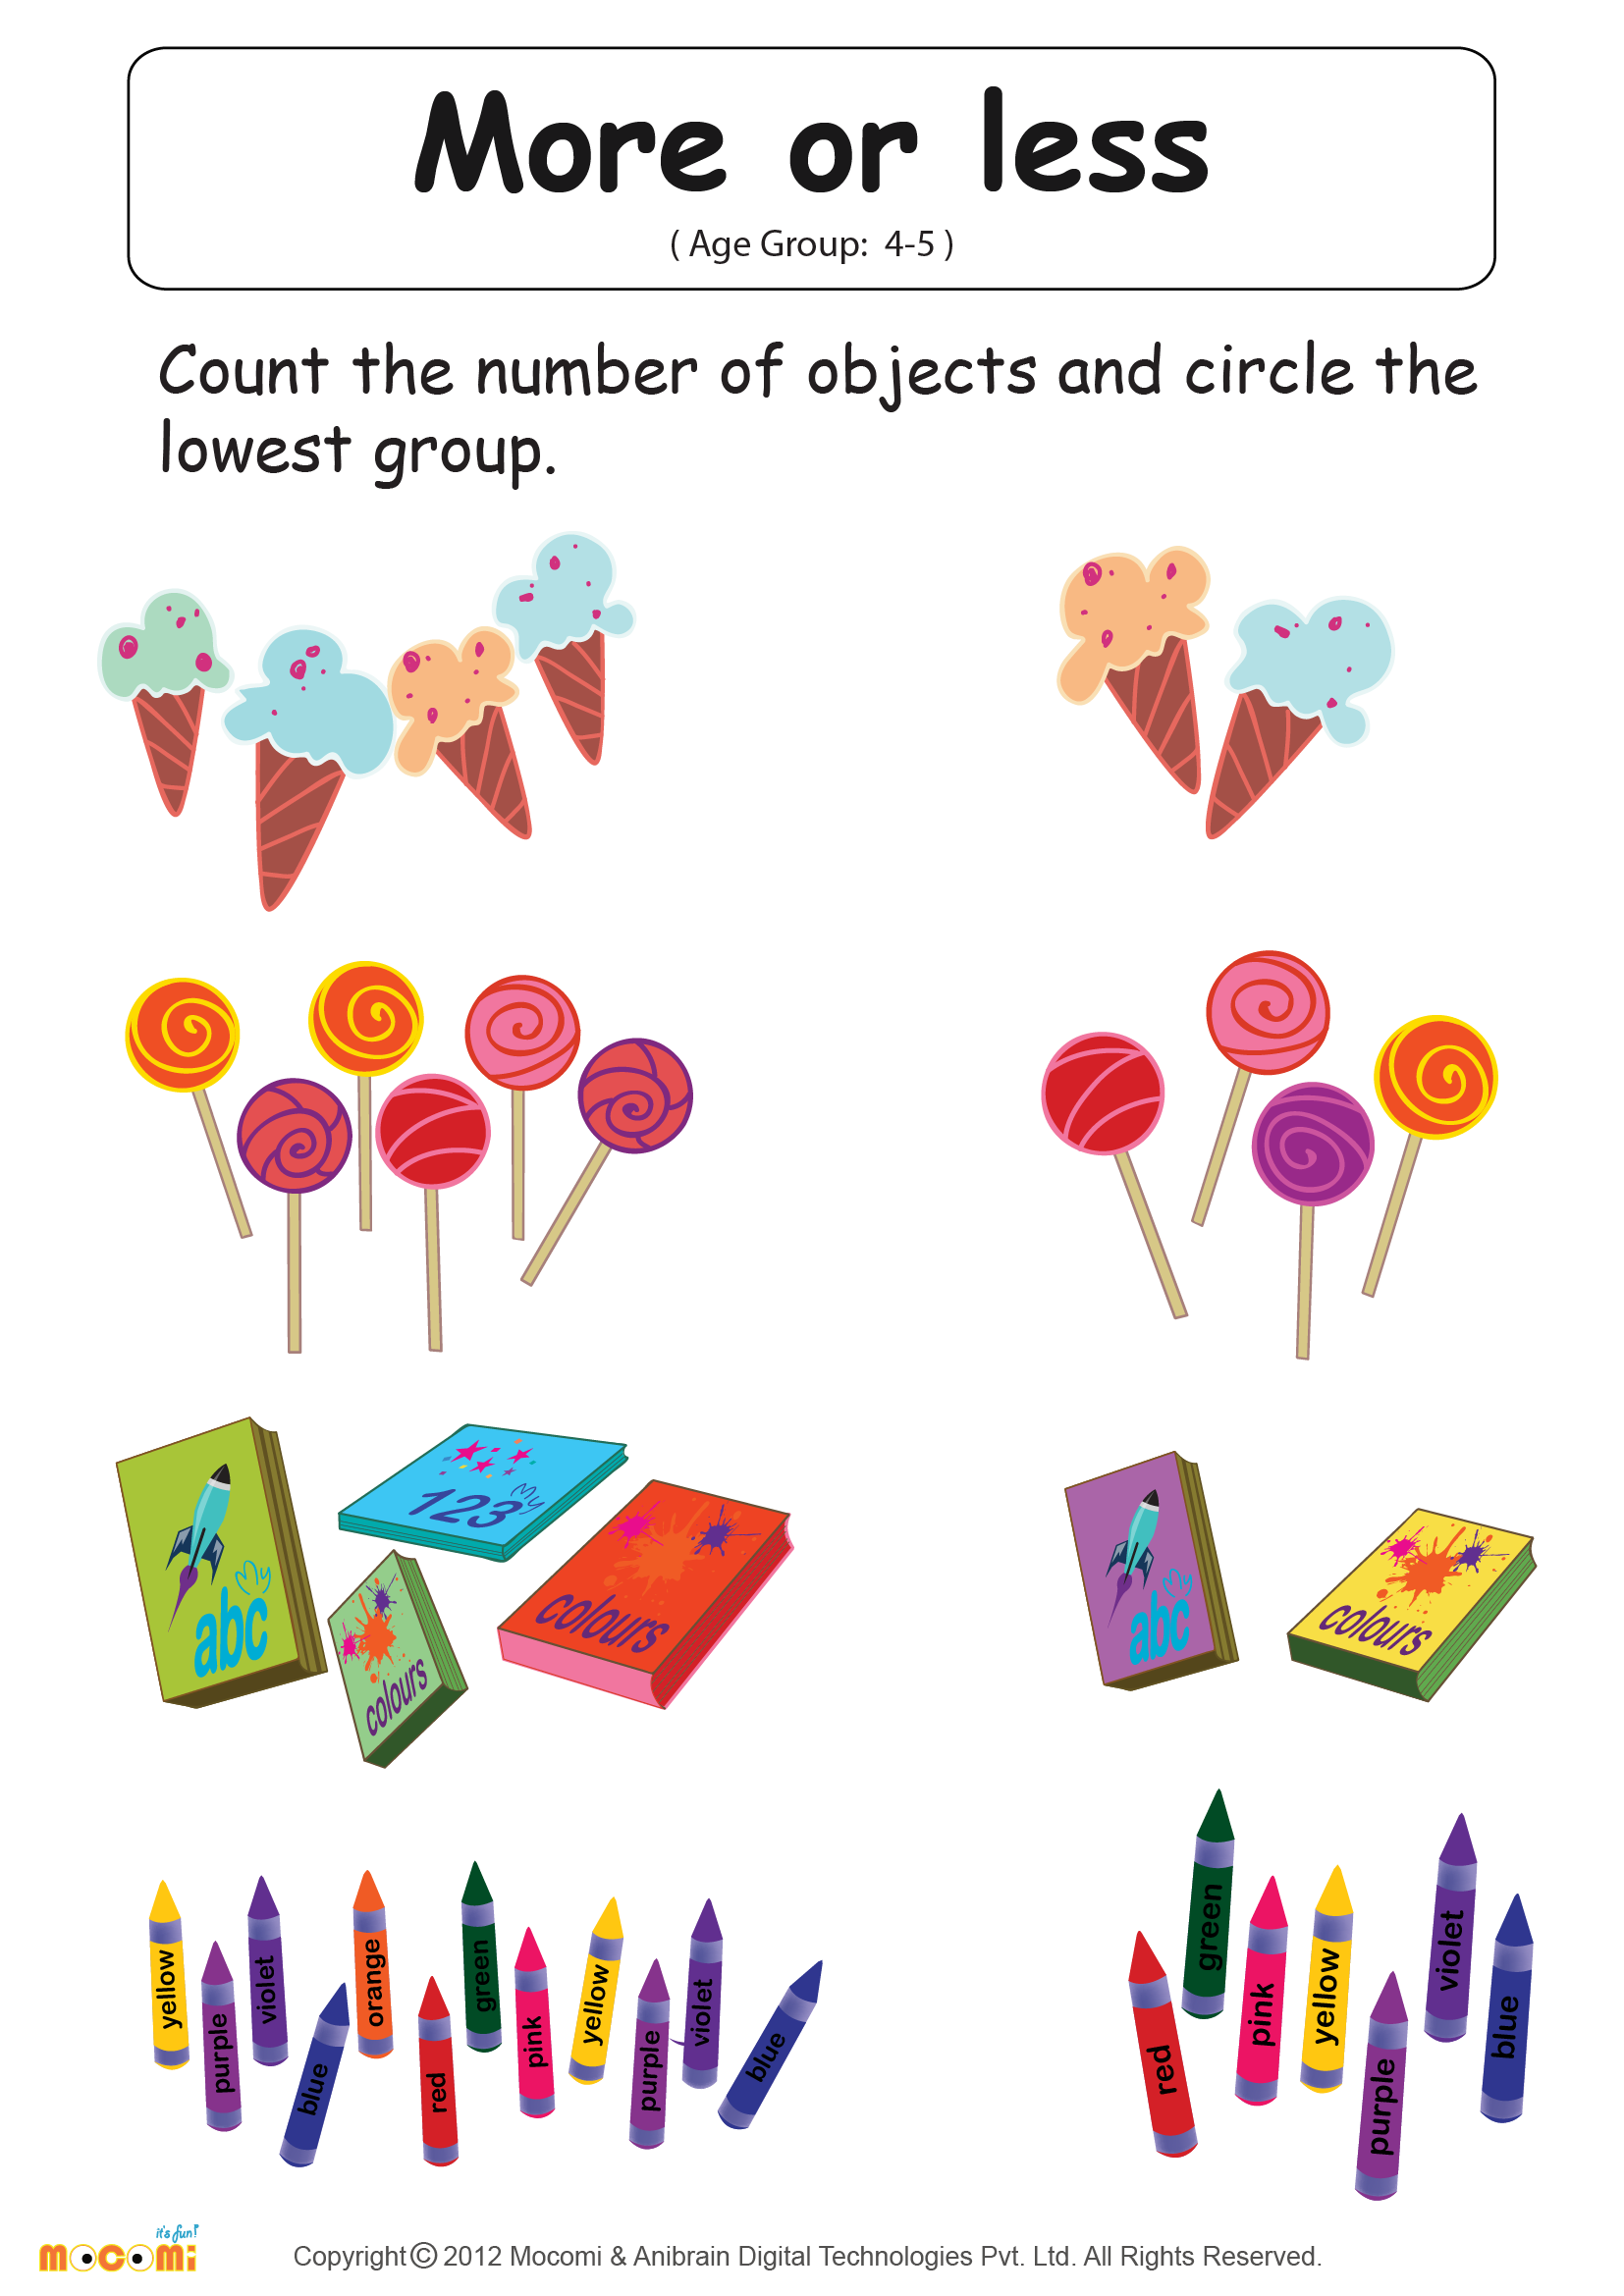 More or less
( Age Group:  4-5 )
Count the number of objects and circle the
lowest group.
My
abc
123
My
colours
colours
My
abc
colours
yellow
purple
violet
blue
orange
red
green
pink
yellow
purple
violet
blue
red
green
pink
yellow
purple
violet
blue
it's fun!
mocomi
Copyright © 2012 Mocomi & Anibrain Digital Technologies Pvt. Ltd. All Rights Reserved.